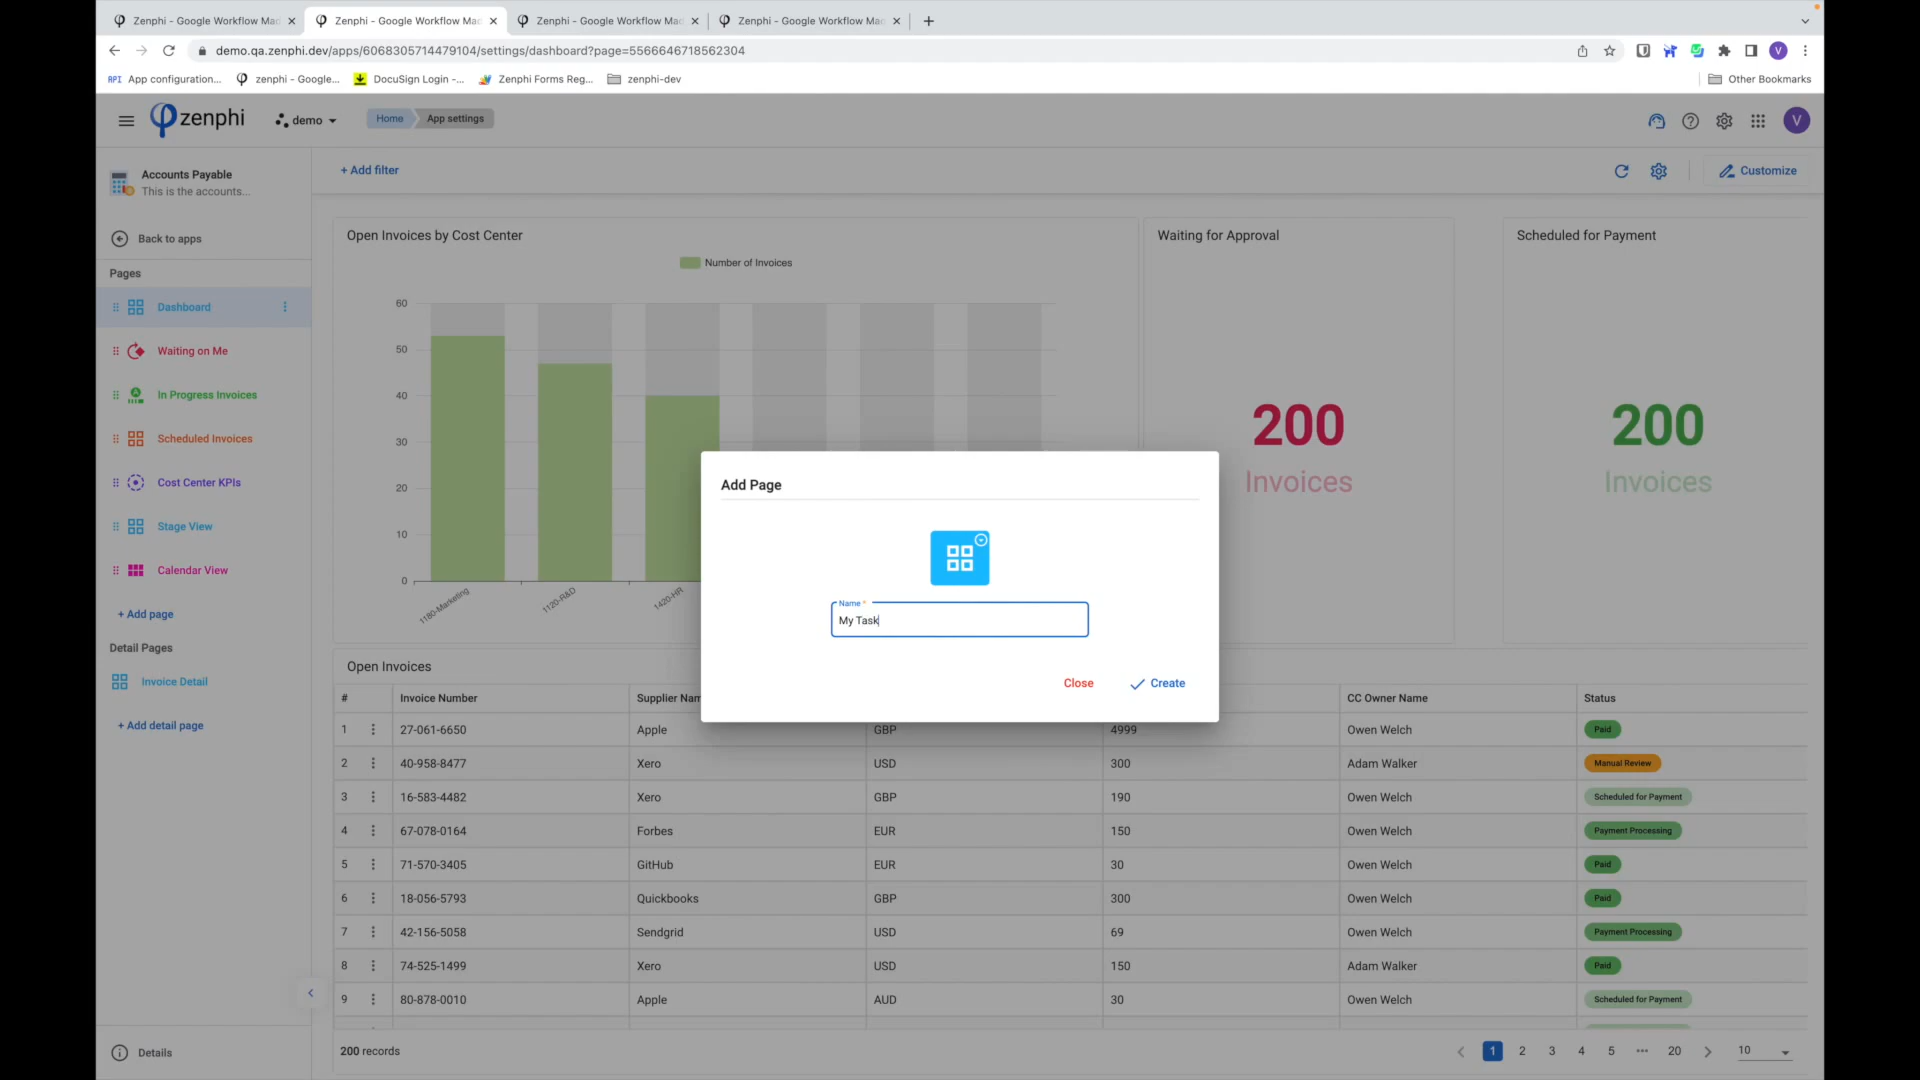 Zenphi - Google Workflow Mac
Zenphi - Google Workflow Mac
Zenphi - Google Workflow Mac
Zenphi - Google Workflow Mac
demo.qa.zenphi.dev/apps/6068305714479104/settings/dashboard?page=5566646718562304
V
API App configuration...
zenphi - Google...
DocuSign Login -...
Zenphi Forms Reg...
zenphi-dev
Other Bookmarks
zenphi
demo
Home
App settings
V
Accounts Payable
This is the accounts...
+ Add filter
Customize
Back to apps
Pages
Dashboard
Waiting on Me
In Progress Invoices
Scheduled Invoices
Cost Center KPIs
Stage View
Calendar View
+ Add page
Detail Pages
Invoice Detail
+ Add detail page
Details
Open Invoices by Cost Center
Number of Invoices
60
50
40
30
20
10
0
1180-Marketing
1120-R&D
1420-HR
Waiting for Approval
200
Invoices
Scheduled for Payment
200
Invoices
Add Page
Name *
My Task
Close
Create
Open Invoices
# Invoice Number Supplier Nam CC Owner Name Status
1 27-061-6650 Apple GBP 4999 Owen Welch Paid
2 40-958-8477 Xero USD 300 Adam Walker Manual Review
3 16-583-4482 Xero GBP 190 Owen Welch Scheduled for Payment
4 67-078-0164 Forbes EUR 150 Owen Welch Payment Processing
5 71-570-3405 GitHub EUR 30 Owen Welch Paid
6 18-056-5793 Quickbooks GBP 300 Owen Welch Paid
7 42-156-5058 Sendgrid USD 69 Owen Welch Payment Processing
8 74-525-1499 Xero USD 150 Adam Walker Paid
9 80-878-0010 Apple AUD 30 Owen Welch Scheduled for Payment
200 records
1 2 3 4 5 ... 20
10